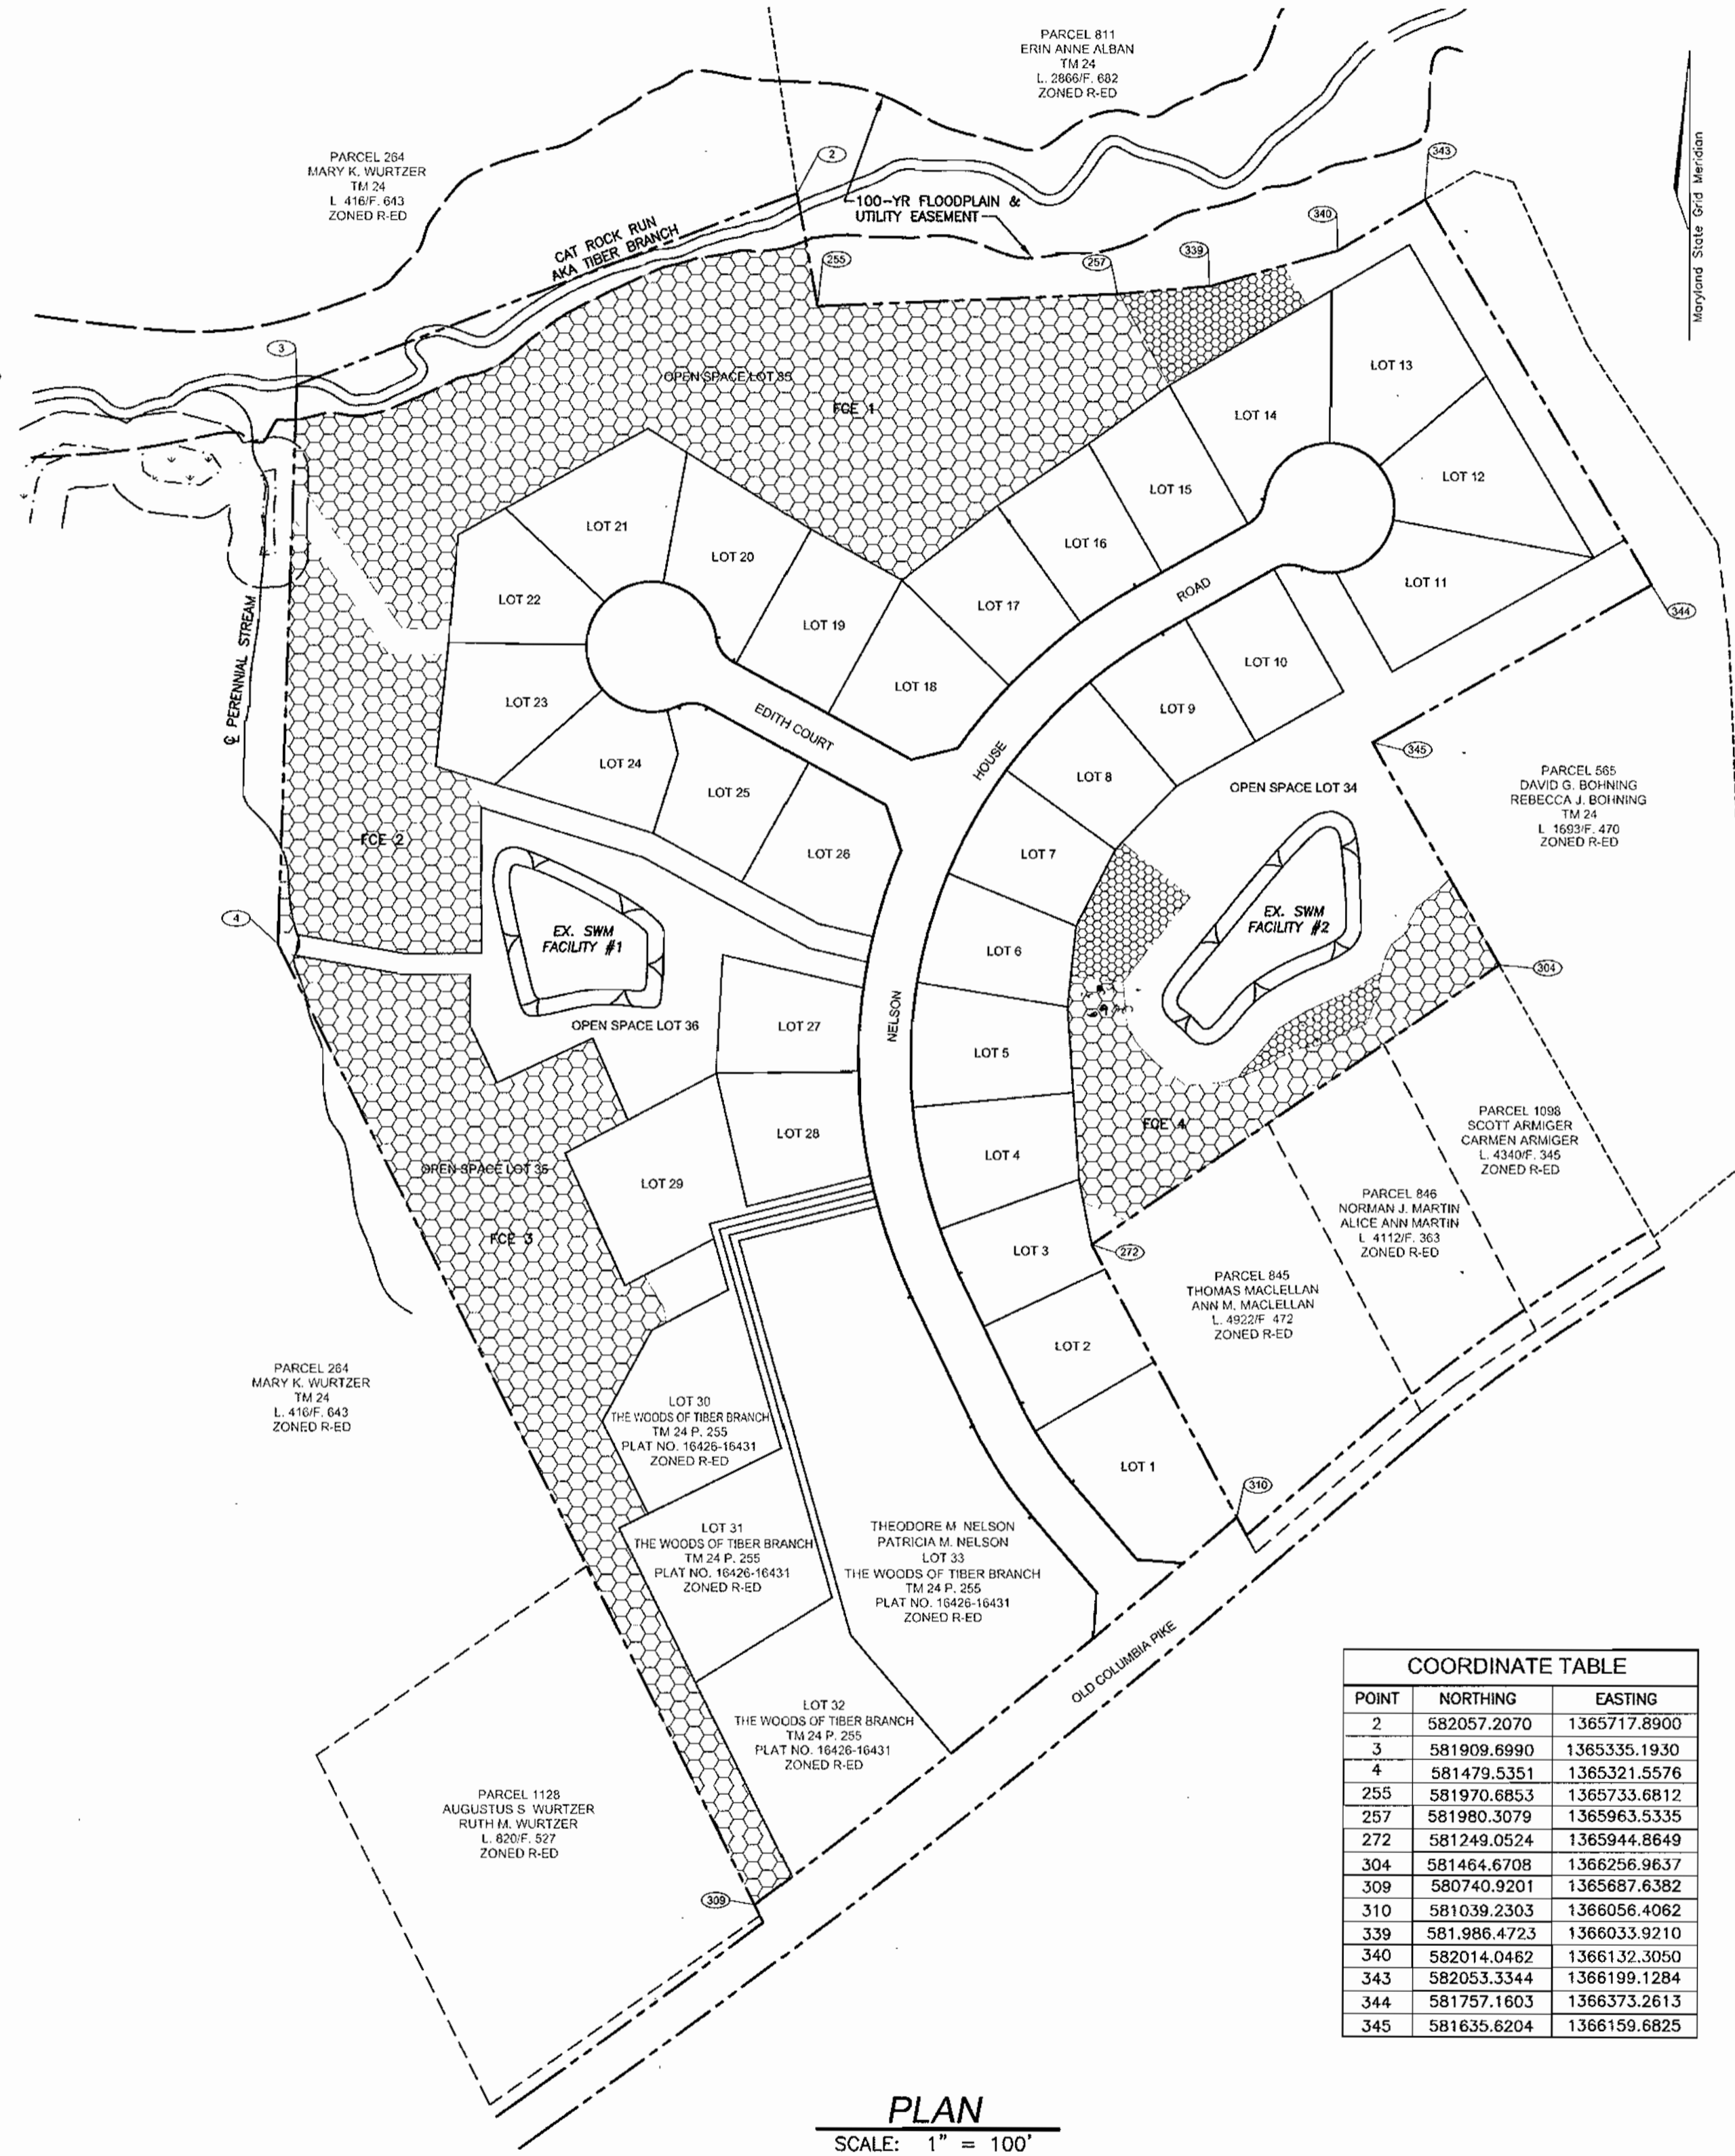 PARCEL 811
ERIN ANNE ALBAN
TM 24
L. 2866/F. 682
ZONED R-ED
PARCEL 264
MARY K. WURTZER
TM 24
L 416/F. 643
ZONED R-ED
Maryland State Grid Meridian
2
343
100-YR FLOODPLAIN &
UTILITY EASEMENT
CAT ROCK RUN
AKA TIBER BRANCH
340
339
255
257
3
OPEN SPACE LOT 35
FCE 1
LOT 13
LOT 14
LOT 12
LOT 15
LOT 16
LOT 11
LOT 21
LOT 20
LOT 22
LOT 19
LOT 17
ROAD
344
℄ PERENNIAL STREAM
LOT 10
LOT 18
LOT 23
LOT 9
EDITH COURT
HOUSE
345
LOT 24
LOT 8
LOT 25
OPEN SPACE LOT 34
PARCEL 565
DAVID G. BOHNING
REBECCA J. BOHNING
TM 24
L 1693/F. 470
ZONED R-ED
FCE 2
LOT 26
LOT 7
4
EX. SWM
FACILITY #1
EX. SWM
FACILITY #2
LOT 6
304
NELSON
OPEN SPACE LOT 36
LOT 27
LOT 5
PARCEL 1098
SCOTT ARMIGER
CARMEN ARMIGER
L. 4340/F. 345
ZONED R-ED
FCE 4
LOT 28
LOT 4
OPEN SPACE LOT 35
LOT 29
PARCEL 846
NORMAN J. MARTIN
ALICE ANN MARTIN
L 4112/F. 363
ZONED R-ED
FCE 3
LOT 3
272
PARCEL 845
THOMAS MACLELLAN
ANN M. MACLELLAN
L. 4922/F 472
ZONED R-ED
LOT 2
PARCEL 264
MARY K. WURTZER
TM 24
L. 416/F. 643
ZONED R-ED
LOT 30
THE WOODS OF TIBER BRANCH
TM 24 P. 255
PLAT NO. 16426-16431
ZONED R-ED
LOT 1
310
LOT 31
THE WOODS OF TIBER BRANCH
TM 24 P. 255
PLAT NO. 16426-16431
ZONED R-ED
THEODORE M NELSON
PATRICIA M. NELSON
LOT 33
THE WOODS OF TIBER BRANCH
TM 24 P. 255
PLAT NO. 16426-16431
ZONED R-ED
OLD COLUMBIA PIKE
LOT 32
THE WOODS OF TIBER BRANCH
TM 24 P. 255
PLAT NO. 16426-16431
ZONED R-ED
PARCEL 1128
AUGUSTUS S WURTZER
RUTH M. WURTZER
L. 820/F. 527
ZONED R-ED
309
COORDINATE TABLE
POINT NORTHING EASTING
2 582057.2070 1365717.8900
3 581909.6990 1365335.1930
4 581479.5351 1365321.5576
255 581970.6853 1365733.6812
257 581980.3079 1365963.5335
272 581249.0524 1365944.8649
304 581464.6708 1366256.9637
309 580740.9201 1365687.6382
310 581039.2303 1366056.4062
339 581.986.4723 1366033.9210
340 582014.0462 1366132.3050
343 582053.3344 1366199.1284
344 581757.1603 1366373.2613
345 581635.6204 1366159.6825
PLAN
SCALE: 1" = 100'